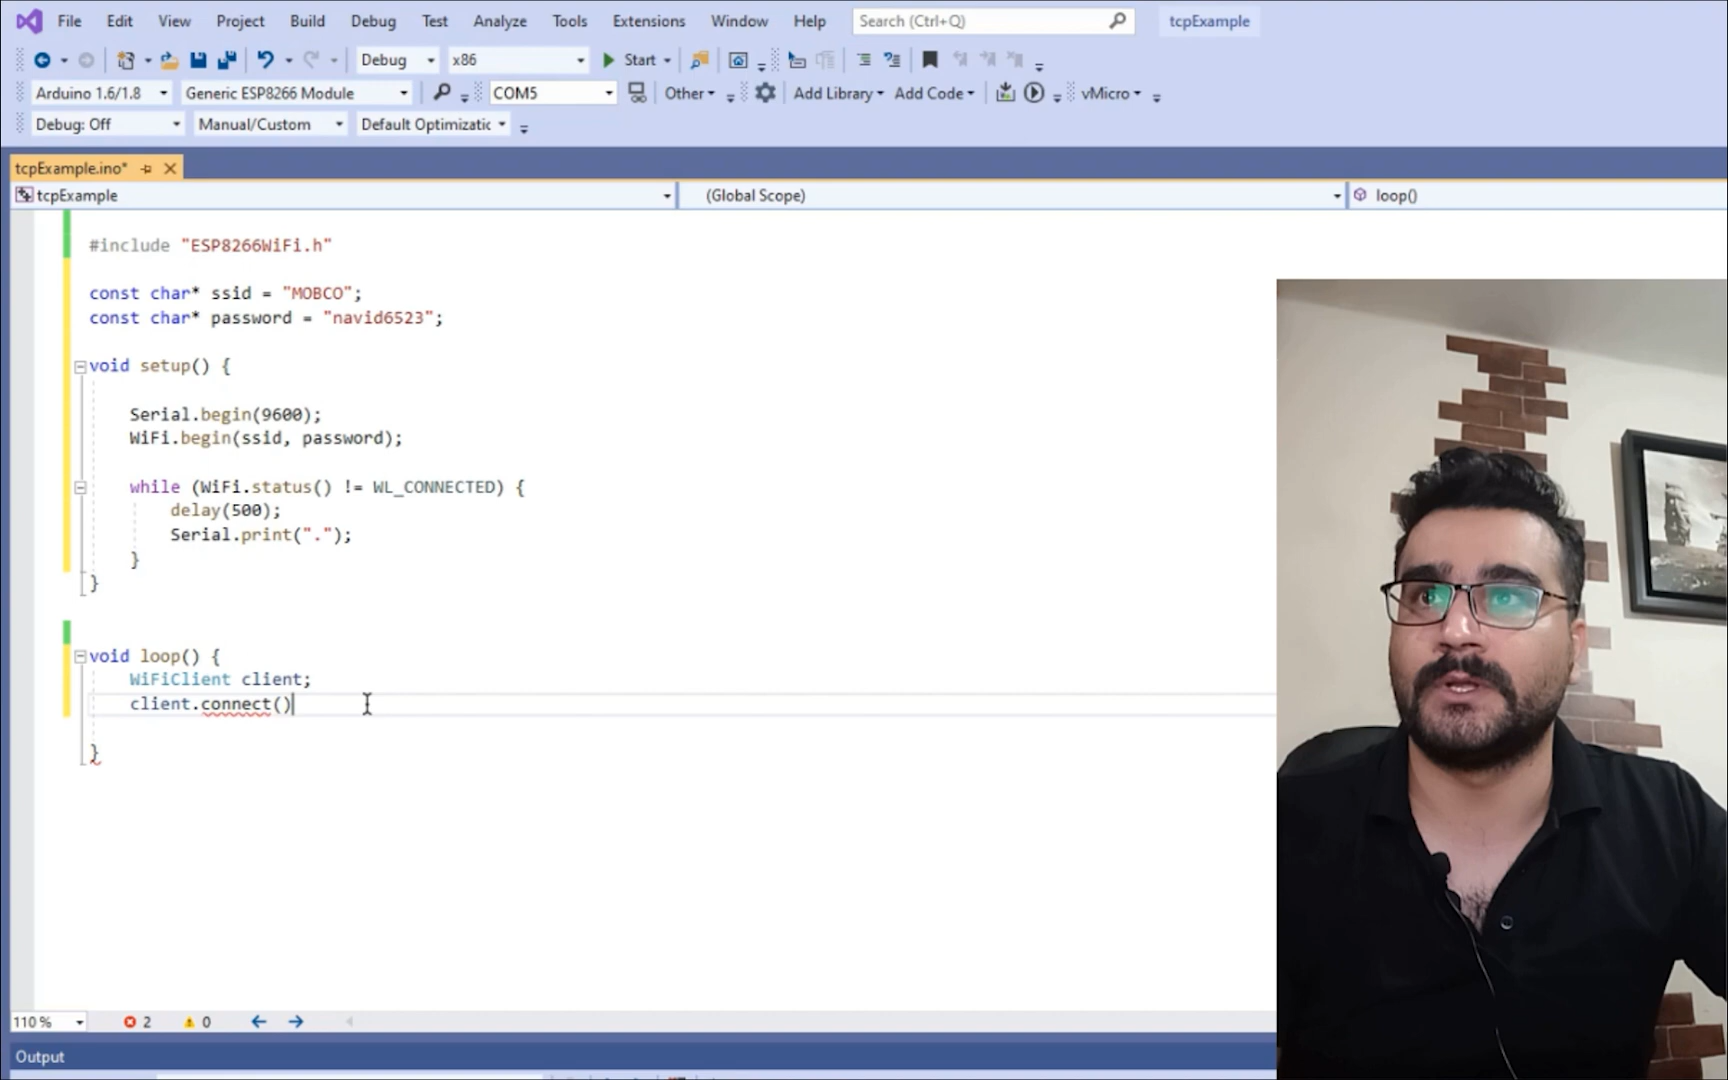 File Edit View Project Build Debug Test Analyze Tools Extensions Window Help Search (Ctrl+Q) tcpExample
Debug x86 Start
Arduino 1.6/1.8 Generic ESP8266 Module COM5 Other Add Library Add Code vMicro
Debug: Off Manual/Custom Default Optimizatic
tcpExample.ino*
tcpExample (Global Scope) loop()
#include "ESP8266WiFi.h"
const char* ssid = "MOBCO";
const char* password = "navid6523";
void setup() {
Serial.begin(9600);
WiFi.begin(ssid, password);
while (WiFi.status() != WL_CONNECTED) {
delay(500);
Serial.print(".");
}
}
void loop() {
WiFiClient client;
client.connect()
}
110 % 2 0
Output